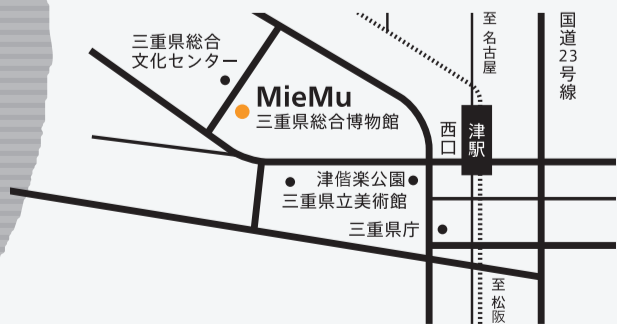 三重県総合
文化センター
MieMu
三重県総合博物館
至 名古屋
国道23号線
西口
津駅
津偕楽公園
三重県立美術館
三重県庁
至 松阪